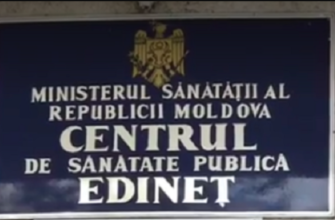 MINISTERUL SĂNĂTĂȚII AL
REPUBLICII MOLDOVA
CENTRUL
DE SĂNĂTATE PUBLICĂ
EDINEȚ